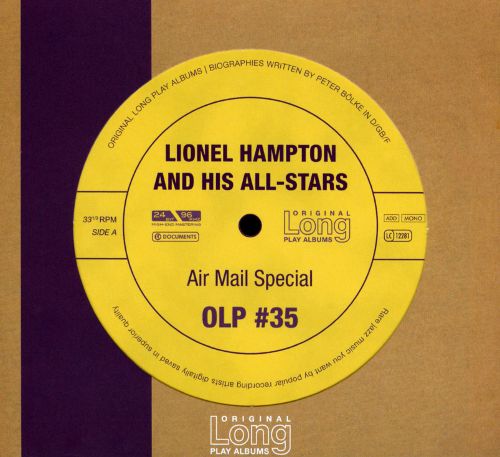 ORIGINAL LONG PLAY ALBUMS | BIOGRAPHIES WRITTEN BY PETER BÖLKE IN D/GB/F
LIONEL HAMPTON
AND HIS ALL-STARS
33 1/3 RPM
SIDE A
24 BIT 96 KHZ
HIGH-END MASTERING
DOCUMENTS
ORIGINAL
Long
PLAY ALBUMS
ADD MONO
LC 12281
Air Mail Special
OLP #35
Rare jazz music you want by popular recording artists digitally saved in superior quality
ORIGINAL
Long
PLAY ALBUMS